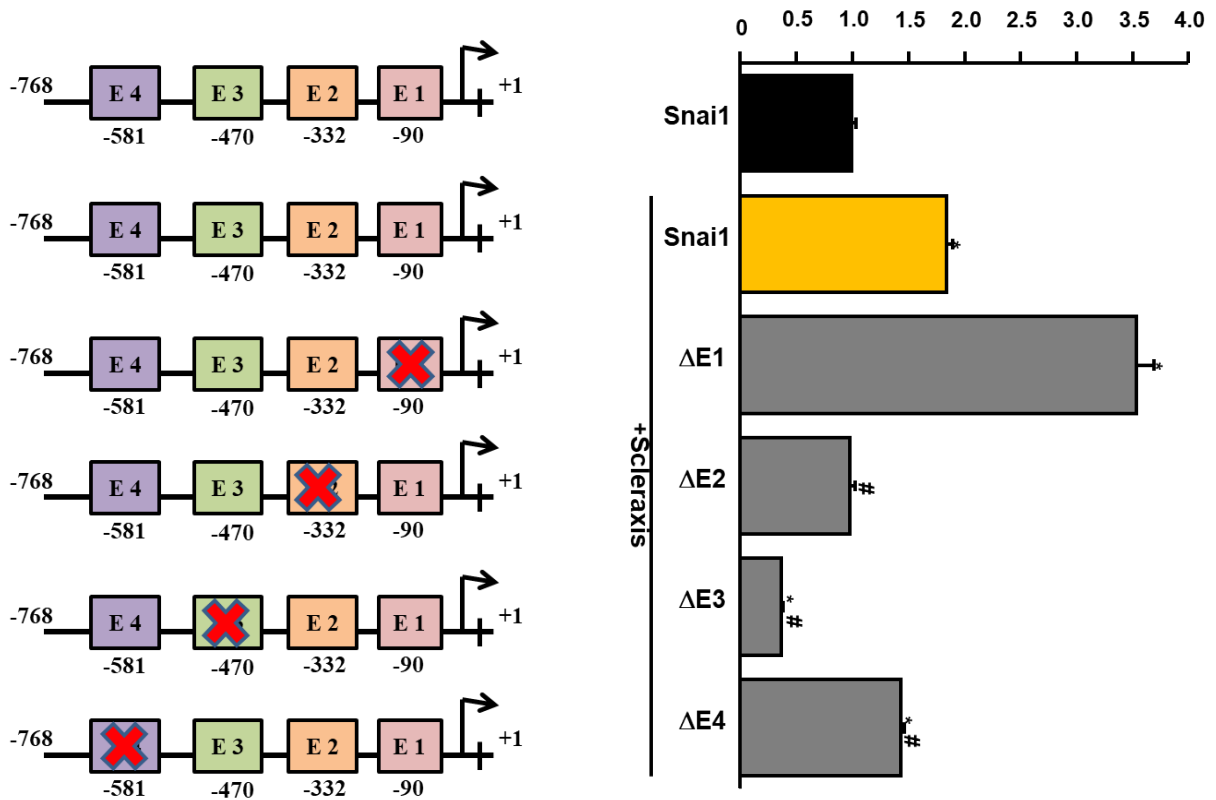 0 0.5 1.0 1.5 2.0 2.5 3.0 3.5 4.0
-768 E 4 E 3 E 2 E 1 +1
-581 -470 -332 -90
Snai1
-768 E 4 E 3 E 2 E 1 +1
-581 -470 -332 -90
Snai1
*
-768 E 4 E 3 E 2 +1
-581 -470 -332 -90
ΔE1
*
-768 E 4 E 3 E 1 +1
-581 -470 -332 -90
ΔE2
#
-768 E 4 E 2 E 1 +1
-581 -470 -332 -90
ΔE3
* #
-768 E 3 E 2 E 1 +1
-581 -470 -332 -90
ΔE4
* #
+Scleraxis